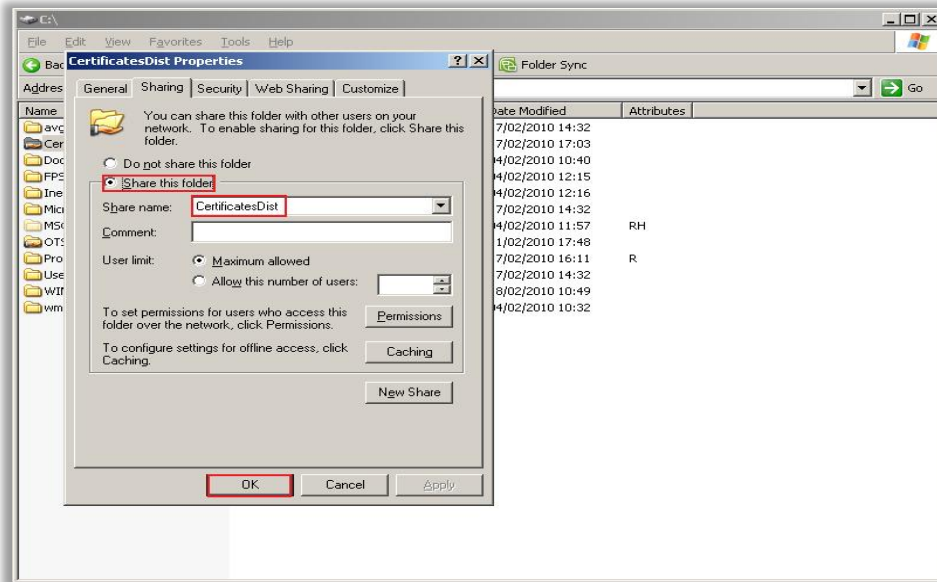 C:\
File Edit View Favorites Tools Help
Folder Sync
Go
Name Date Modified Attributes
7/02/2010 14:32
7/02/2010 17:03
4/02/2010 10:40
4/02/2010 12:15
4/02/2010 12:16
7/02/2010 14:32
4/02/2010 11:57 RH
1/02/2010 17:48
7/02/2010 16:11 R
7/02/2010 14:32
8/02/2010 10:49
4/02/2010 10:32
CertificatesDist Properties
General Sharing Security Web Sharing Customize
You can share this folder with other users on your
network. To enable sharing for this folder, click Share this
folder.
Do not share this folder
Share this folder
Share name: CertificatesDist
Comment:
User limit: Maximum allowed
Allow this number of users:
To set permissions for users who access this
folder over the network, click Permissions.
Permissions
To configure settings for offline access, click
Caching.
Caching
New Share
OK Cancel Apply